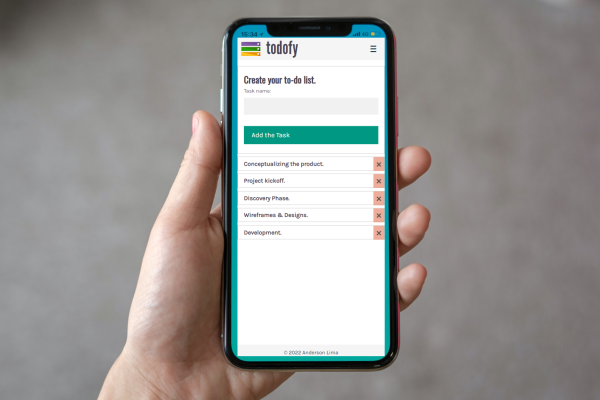 15:34
4G
todofy
Create your to-do list.
Task name:
Add the Task
Conceptualizing the product.
Project kickoff.
Discovery Phase.
Wireframes & Designs.
Development.
© 2022 Anderson Lima